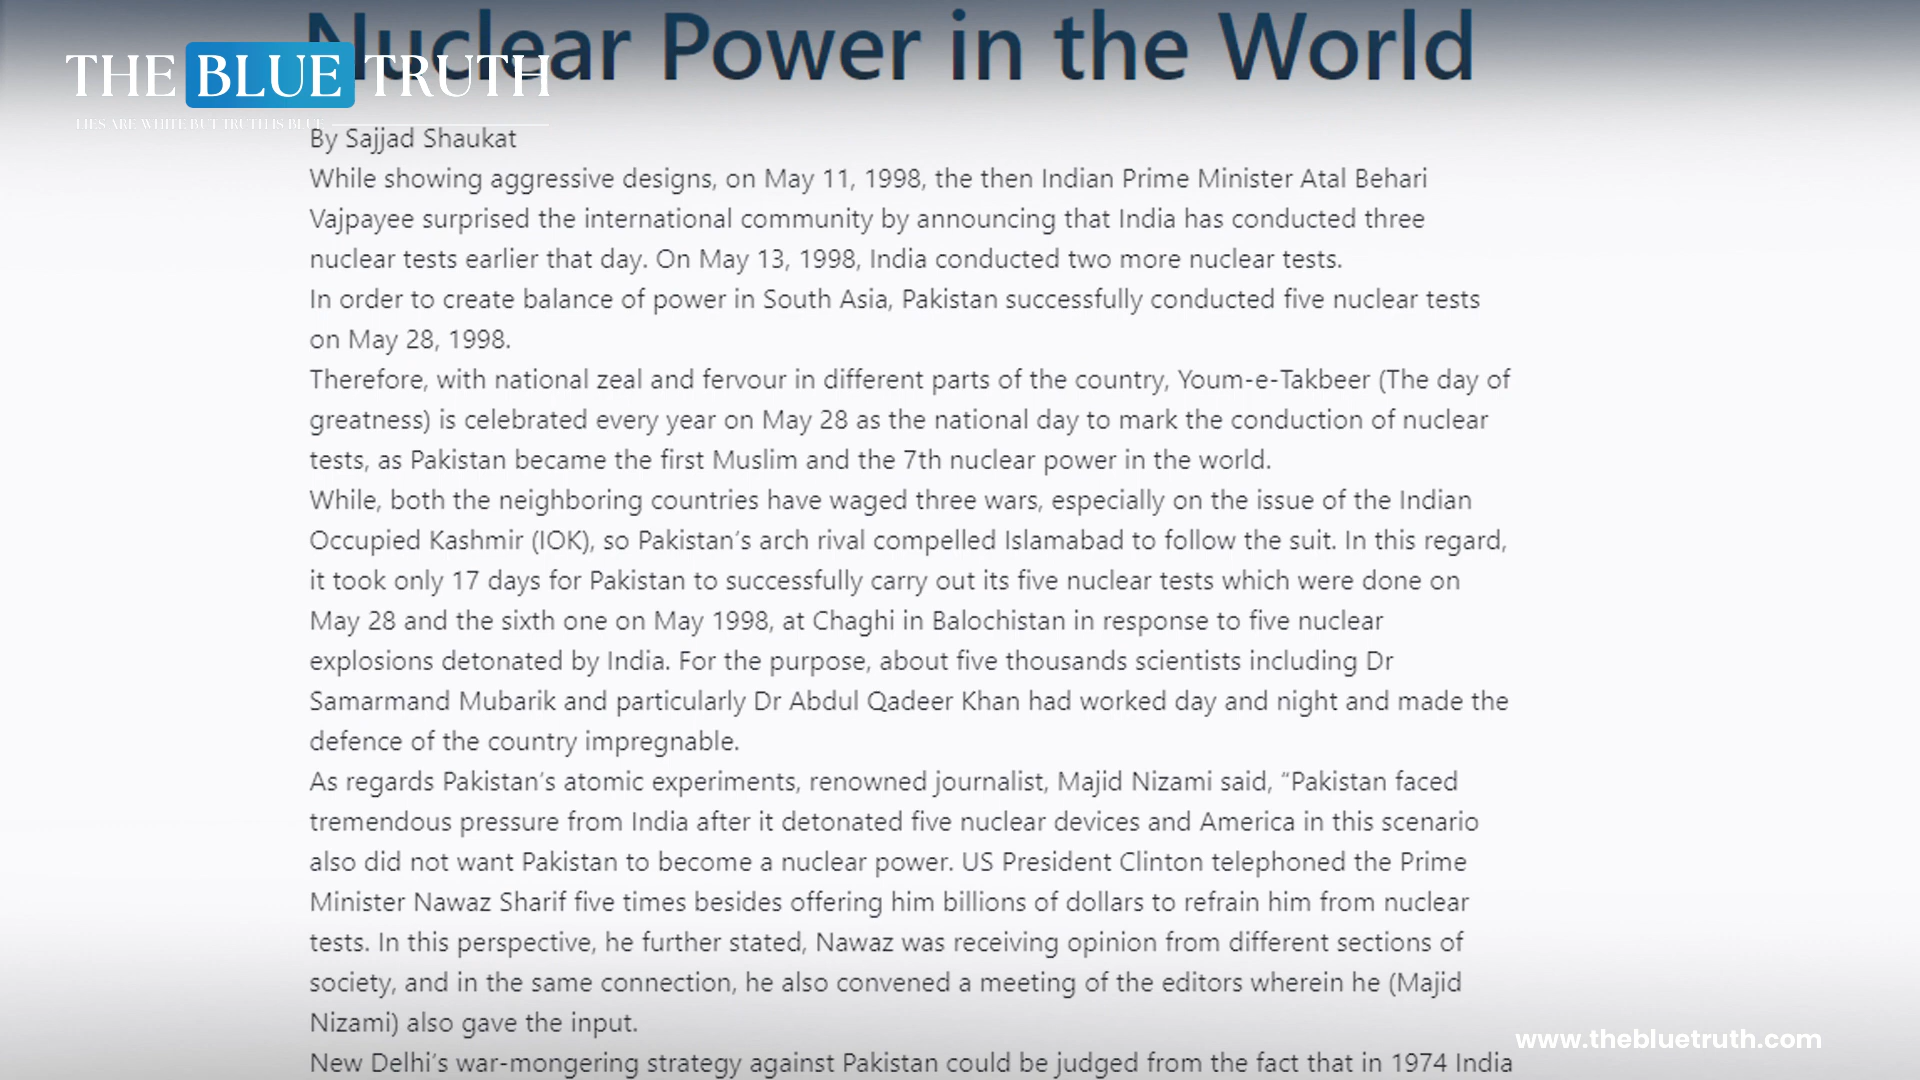 Nuclear Power in the World
THE BLUE TRUTH
LIES ARE WHITE BUT TRUTH IS BLUE
By Sajjad Shaukat
While showing aggressive designs, on May 11, 1998, the then Indian Prime Minister Atal Behari
Vajpayee surprised the international community by announcing that India has conducted three
nuclear tests earlier that day. On May 13, 1998, India conducted two more nuclear tests.
In order to create balance of power in South Asia, Pakistan successfully conducted five nuclear tests
on May 28, 1998.
Therefore, with national zeal and fervour in different parts of the country, Youm-e-Takbeer (The day of
greatness) is celebrated every year on May 28 as the national day to mark the conduction of nuclear
tests, as Pakistan became the first Muslim and the 7th nuclear power in the world.
While, both the neighboring countries have waged three wars, especially on the issue of the Indian
Occupied Kashmir (IOK), so Pakistan’s arch rival compelled Islamabad to follow the suit. In this regard,
it took only 17 days for Pakistan to successfully carry out its five nuclear tests which were done on
May 28 and the sixth one on May 1998, at Chaghi in Balochistan in response to five nuclear
explosions detonated by India. For the purpose, about five thousands scientists including Dr
Samarmand Mubarik and particularly Dr Abdul Qadeer Khan had worked day and night and made the
defence of the country impregnable.
As regards Pakistan’s atomic experiments, renowned journalist, Majid Nizami said, “Pakistan faced
tremendous pressure from India after it detonated five nuclear devices and America in this scenario
also did not want Pakistan to become a nuclear power. US President Clinton telephoned the Prime
Minister Nawaz Sharif five times besides offering him billions of dollars to refrain him from nuclear
tests. In this perspective, he further stated, Nawaz was receiving opinion from different sections of
society, and in the same connection, he also convened a meeting of the editors wherein he (Majid
Nizami) also gave the input.
www.thebluetruth.com
New Delhi’s war-mongering strategy against Pakistan could be judged from the fact that in 1974 India